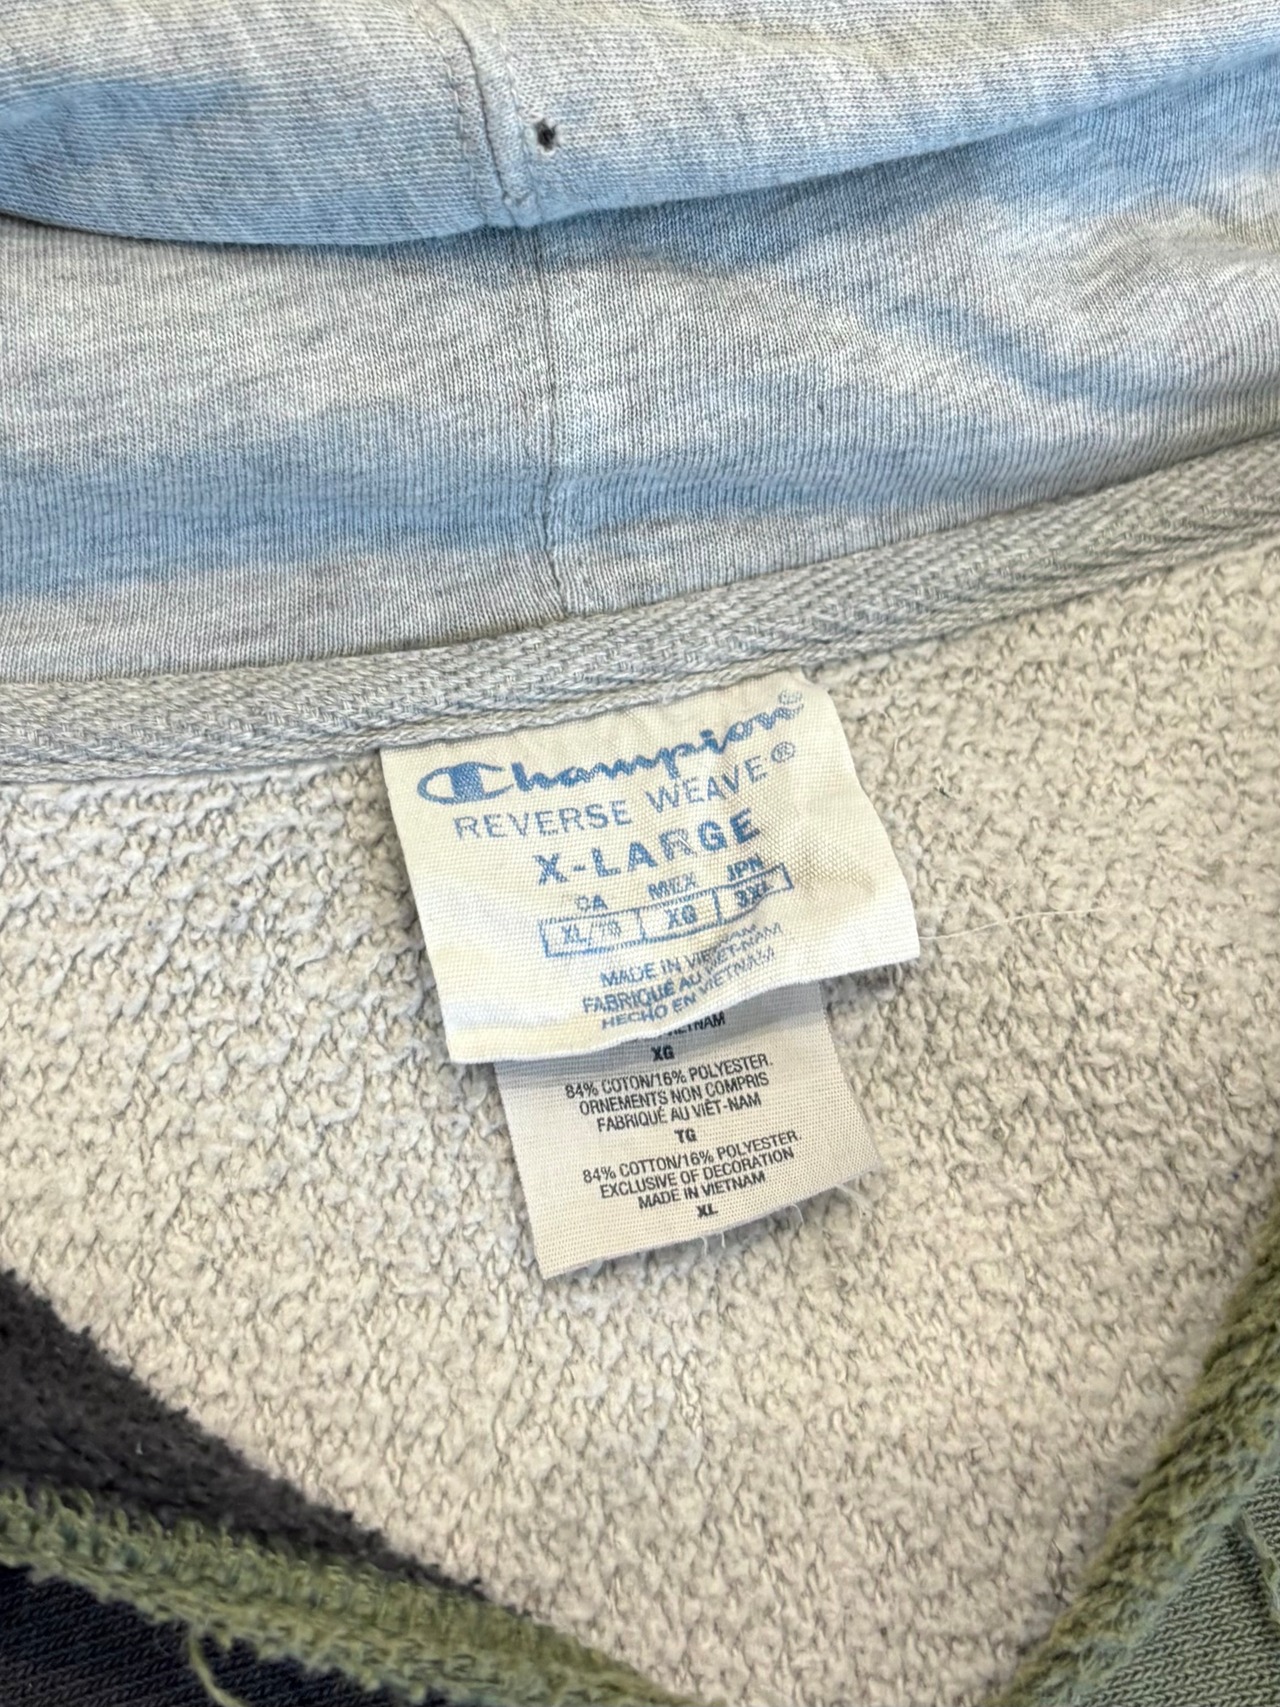 Champion®
REVERSE WEAVE®
X-LARGE
CA MEX JPN
XG 3XL
MADE IN VIETNAM
FABRIQUÉ AU VIET-NAM
HECHO EN VIETNAM
VIETNAM
XG
84% COTON/16% POLYESTER.
ORNEMENTS NON COMPRIS
FABRIQUÉ AU VIÊT-NAM
TG
84% COTTON/16% POLYESTER.
EXCLUSIVE OF DECORATION
MADE IN VIETNAM
XL